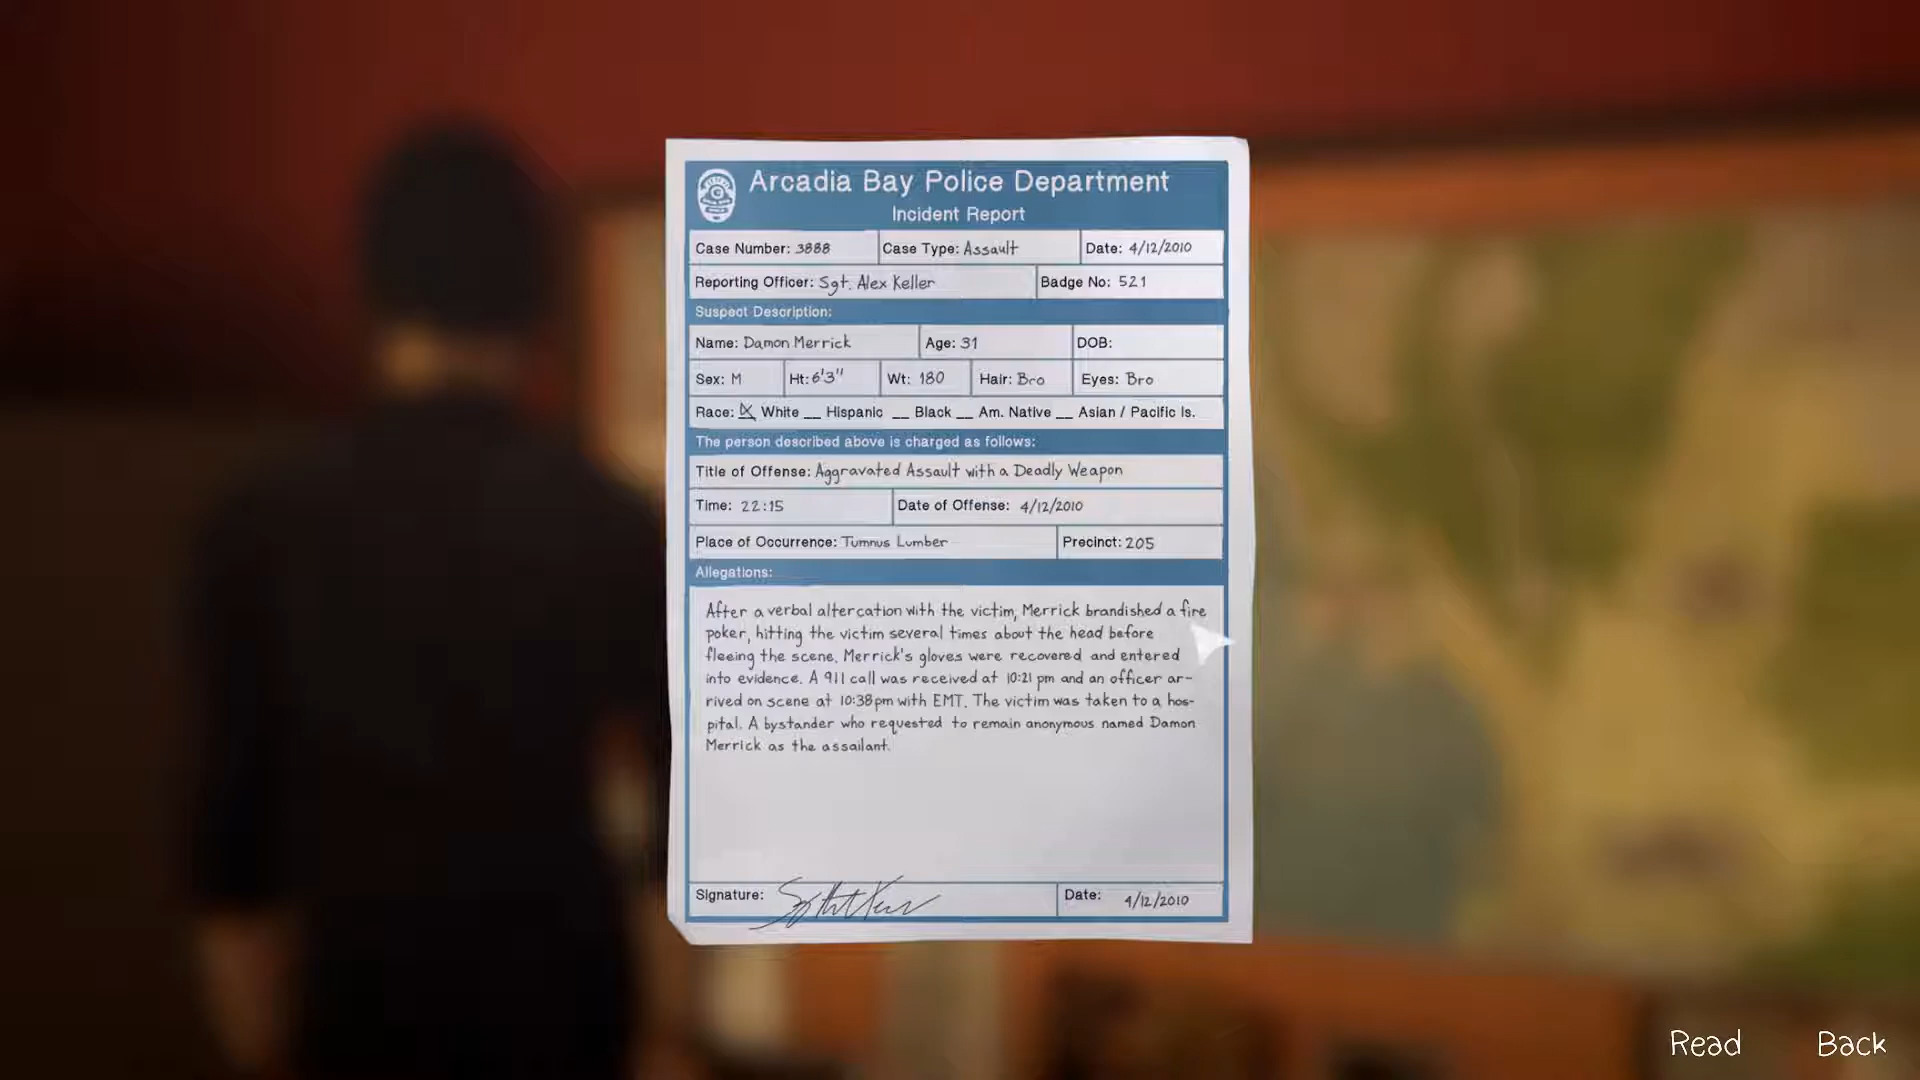 Arcadia Bay Police Department
Incident Report
Case Number: 3888 Case Type: Assault Date: 4/12/2010
Reporting Officer: Sgt. Alex Keller Badge No: 521
Suspect Description:
Name: Damon Merrick Age: 31 DOB:
Sex: M Ht: 6'3" Wt: 180 Hair: Bro Eyes: Bro
Race: X White __ Hispanic __ Black __ Am. Native __ Asian / Pacific Is.
The person described above is charged as follows:
Title of Offense: Aggravated Assault with a Deadly Weapon
Time: 22:15 Date of Offense: 4/12/2010
Place of Occurrence: Tumnus Lumber Precinct: 205
Allegations:
After a verbal altercation with the victim, Merrick brandished a fire
poker, hitting the victim several times about the head before
fleeing the scene. Merrick's gloves were recovered and entered
into evidence. A 911 call was received at 10:21 pm and an officer ar-
rived on scene at 10:38pm with EMT. The victim was taken to a hos-
pital. A bystander who requested to remain anonymous named Damon
Merrick as the assailant.
Signature: Date: 4/12/2010
Read Back